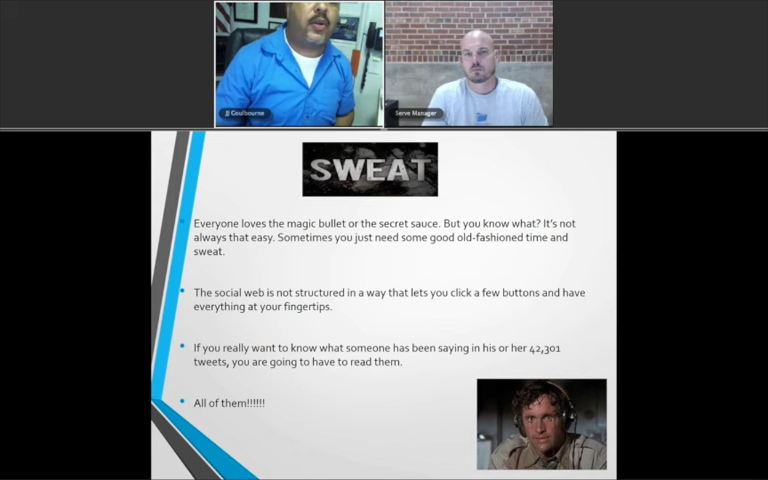 JJ Coulbourne
Serve Manager
SWEAT
Everyone loves the magic bullet or the secret sauce. But you know what? It's not
always that easy. Sometimes you just need some good old-fashioned time and
sweat.
The social web is not structured in a way that lets you click a few buttons and have
everything at your fingertips.
If you really want to know what someone has been saying in his or her 42,301
tweets, you are going to have to read them.
All of them!!!!!!